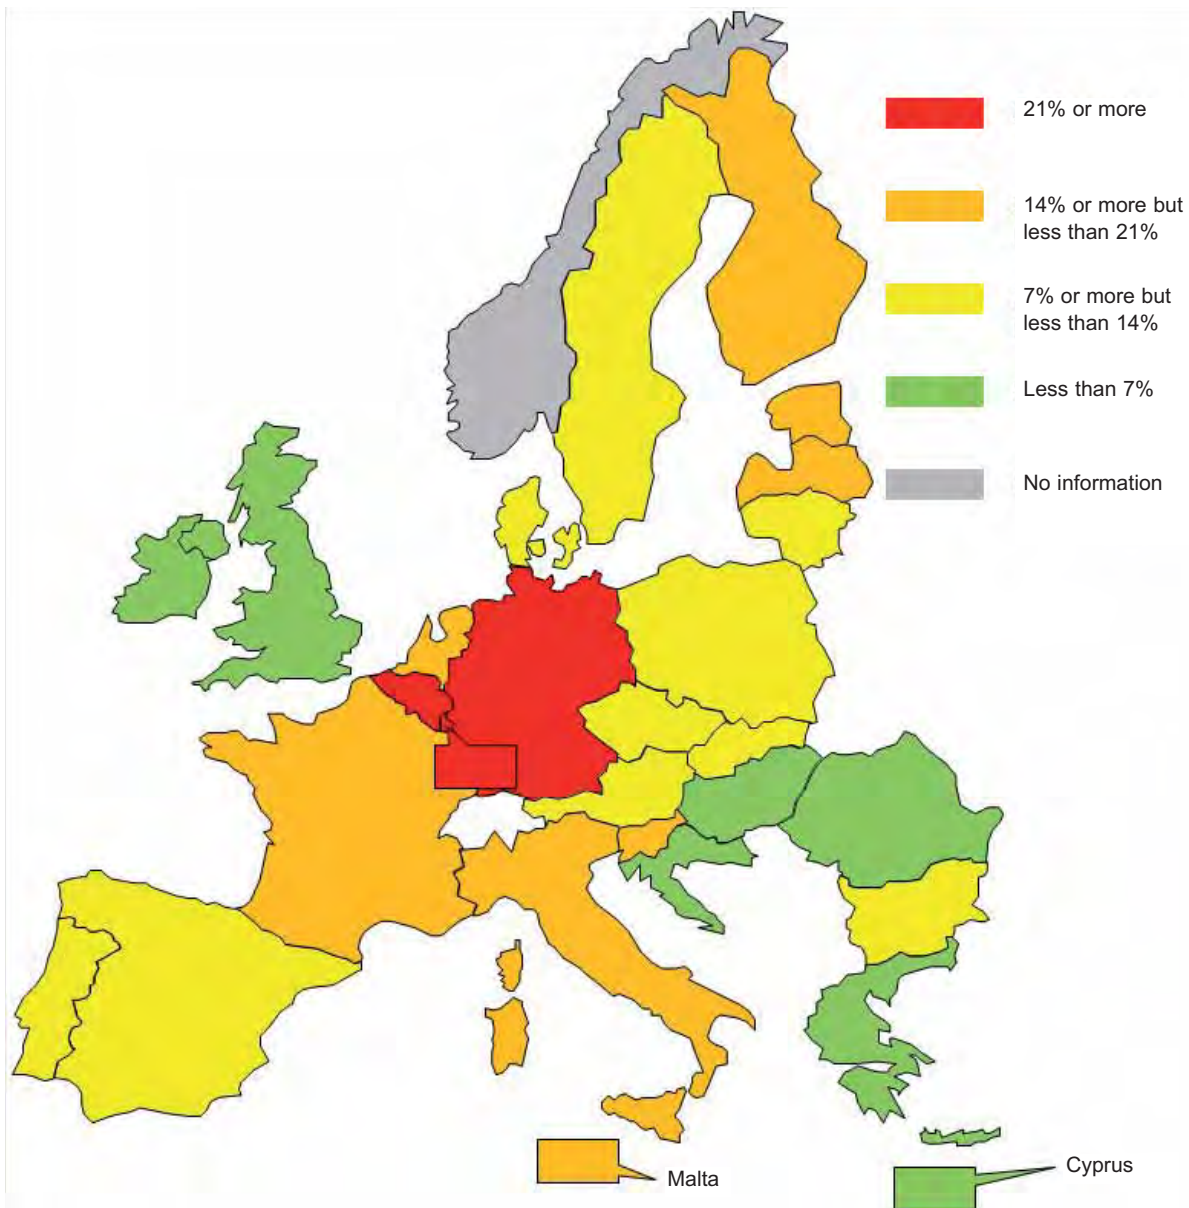 21% or more
14% or more but
less than 21%
7% or more but
less than 14%
Less than 7%
No information
Malta
Cyprus